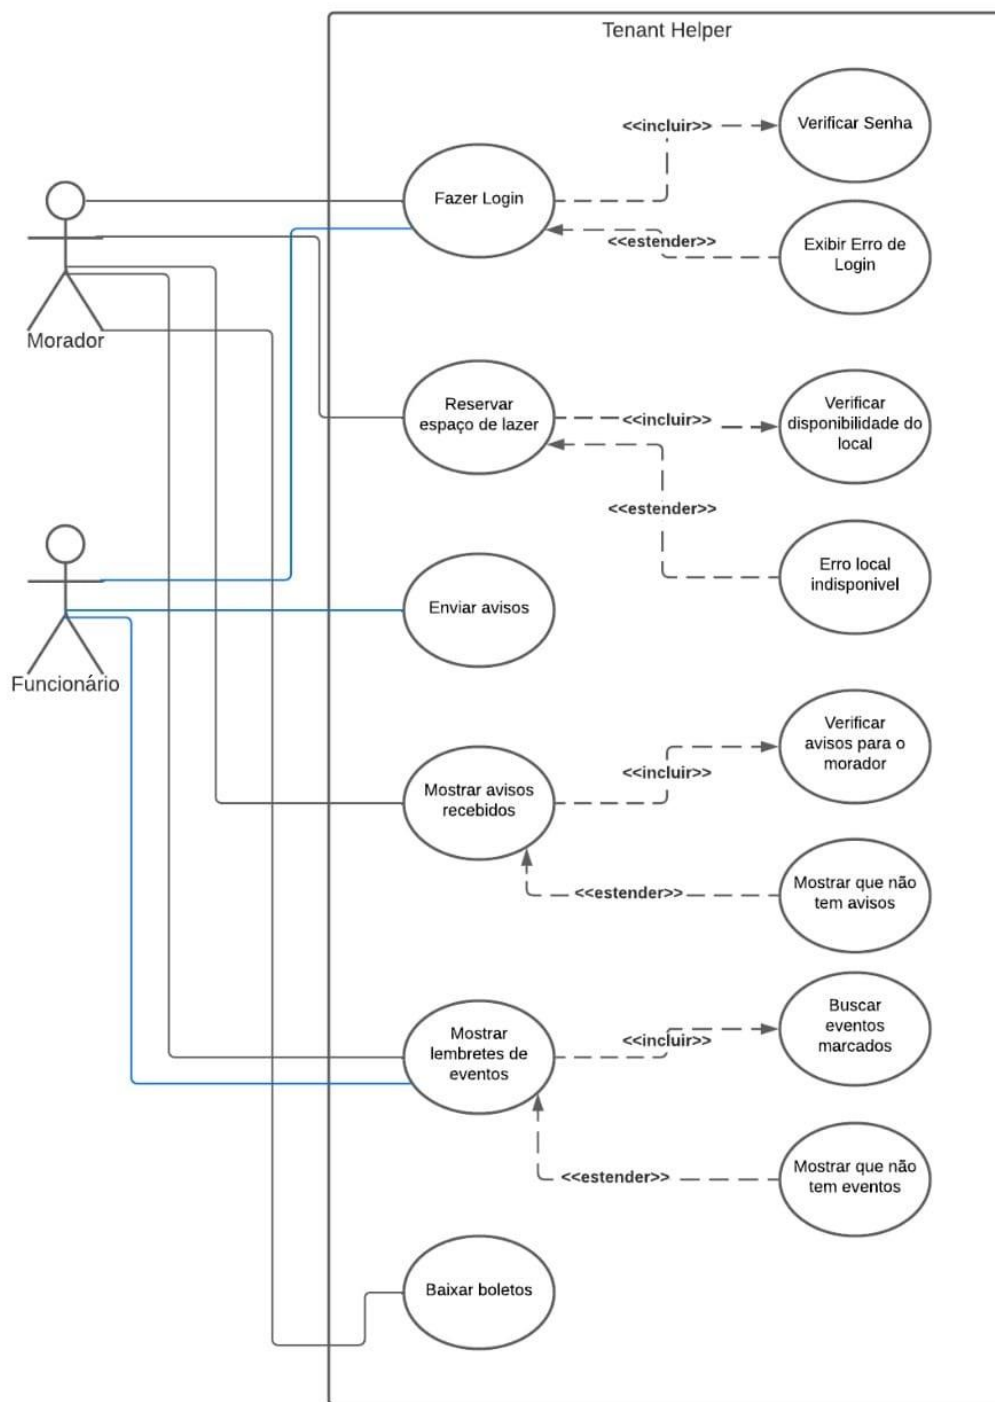 Tenant Helper
<<incluir>>
Verificar Senha
Fazer Login
<<estender>>
Exibir Erro de
Login
Morador
Reservar
espaço de lazer
<<incluir>>
Verificar
disponibilidade do
local
<<estender>>
Erro local
indisponivel
Enviar avisos
Funcionário
Mostrar avisos
recebidos
<<incluir>>
Verificar
avisos para o
morador
<<estender>>
Mostrar que não
tem avisos
Mostrar
lembretes de
eventos
<<incluir>>
Buscar
eventos
marcados
<<estender>>
Mostrar que não
tem eventos
Baixar boletos